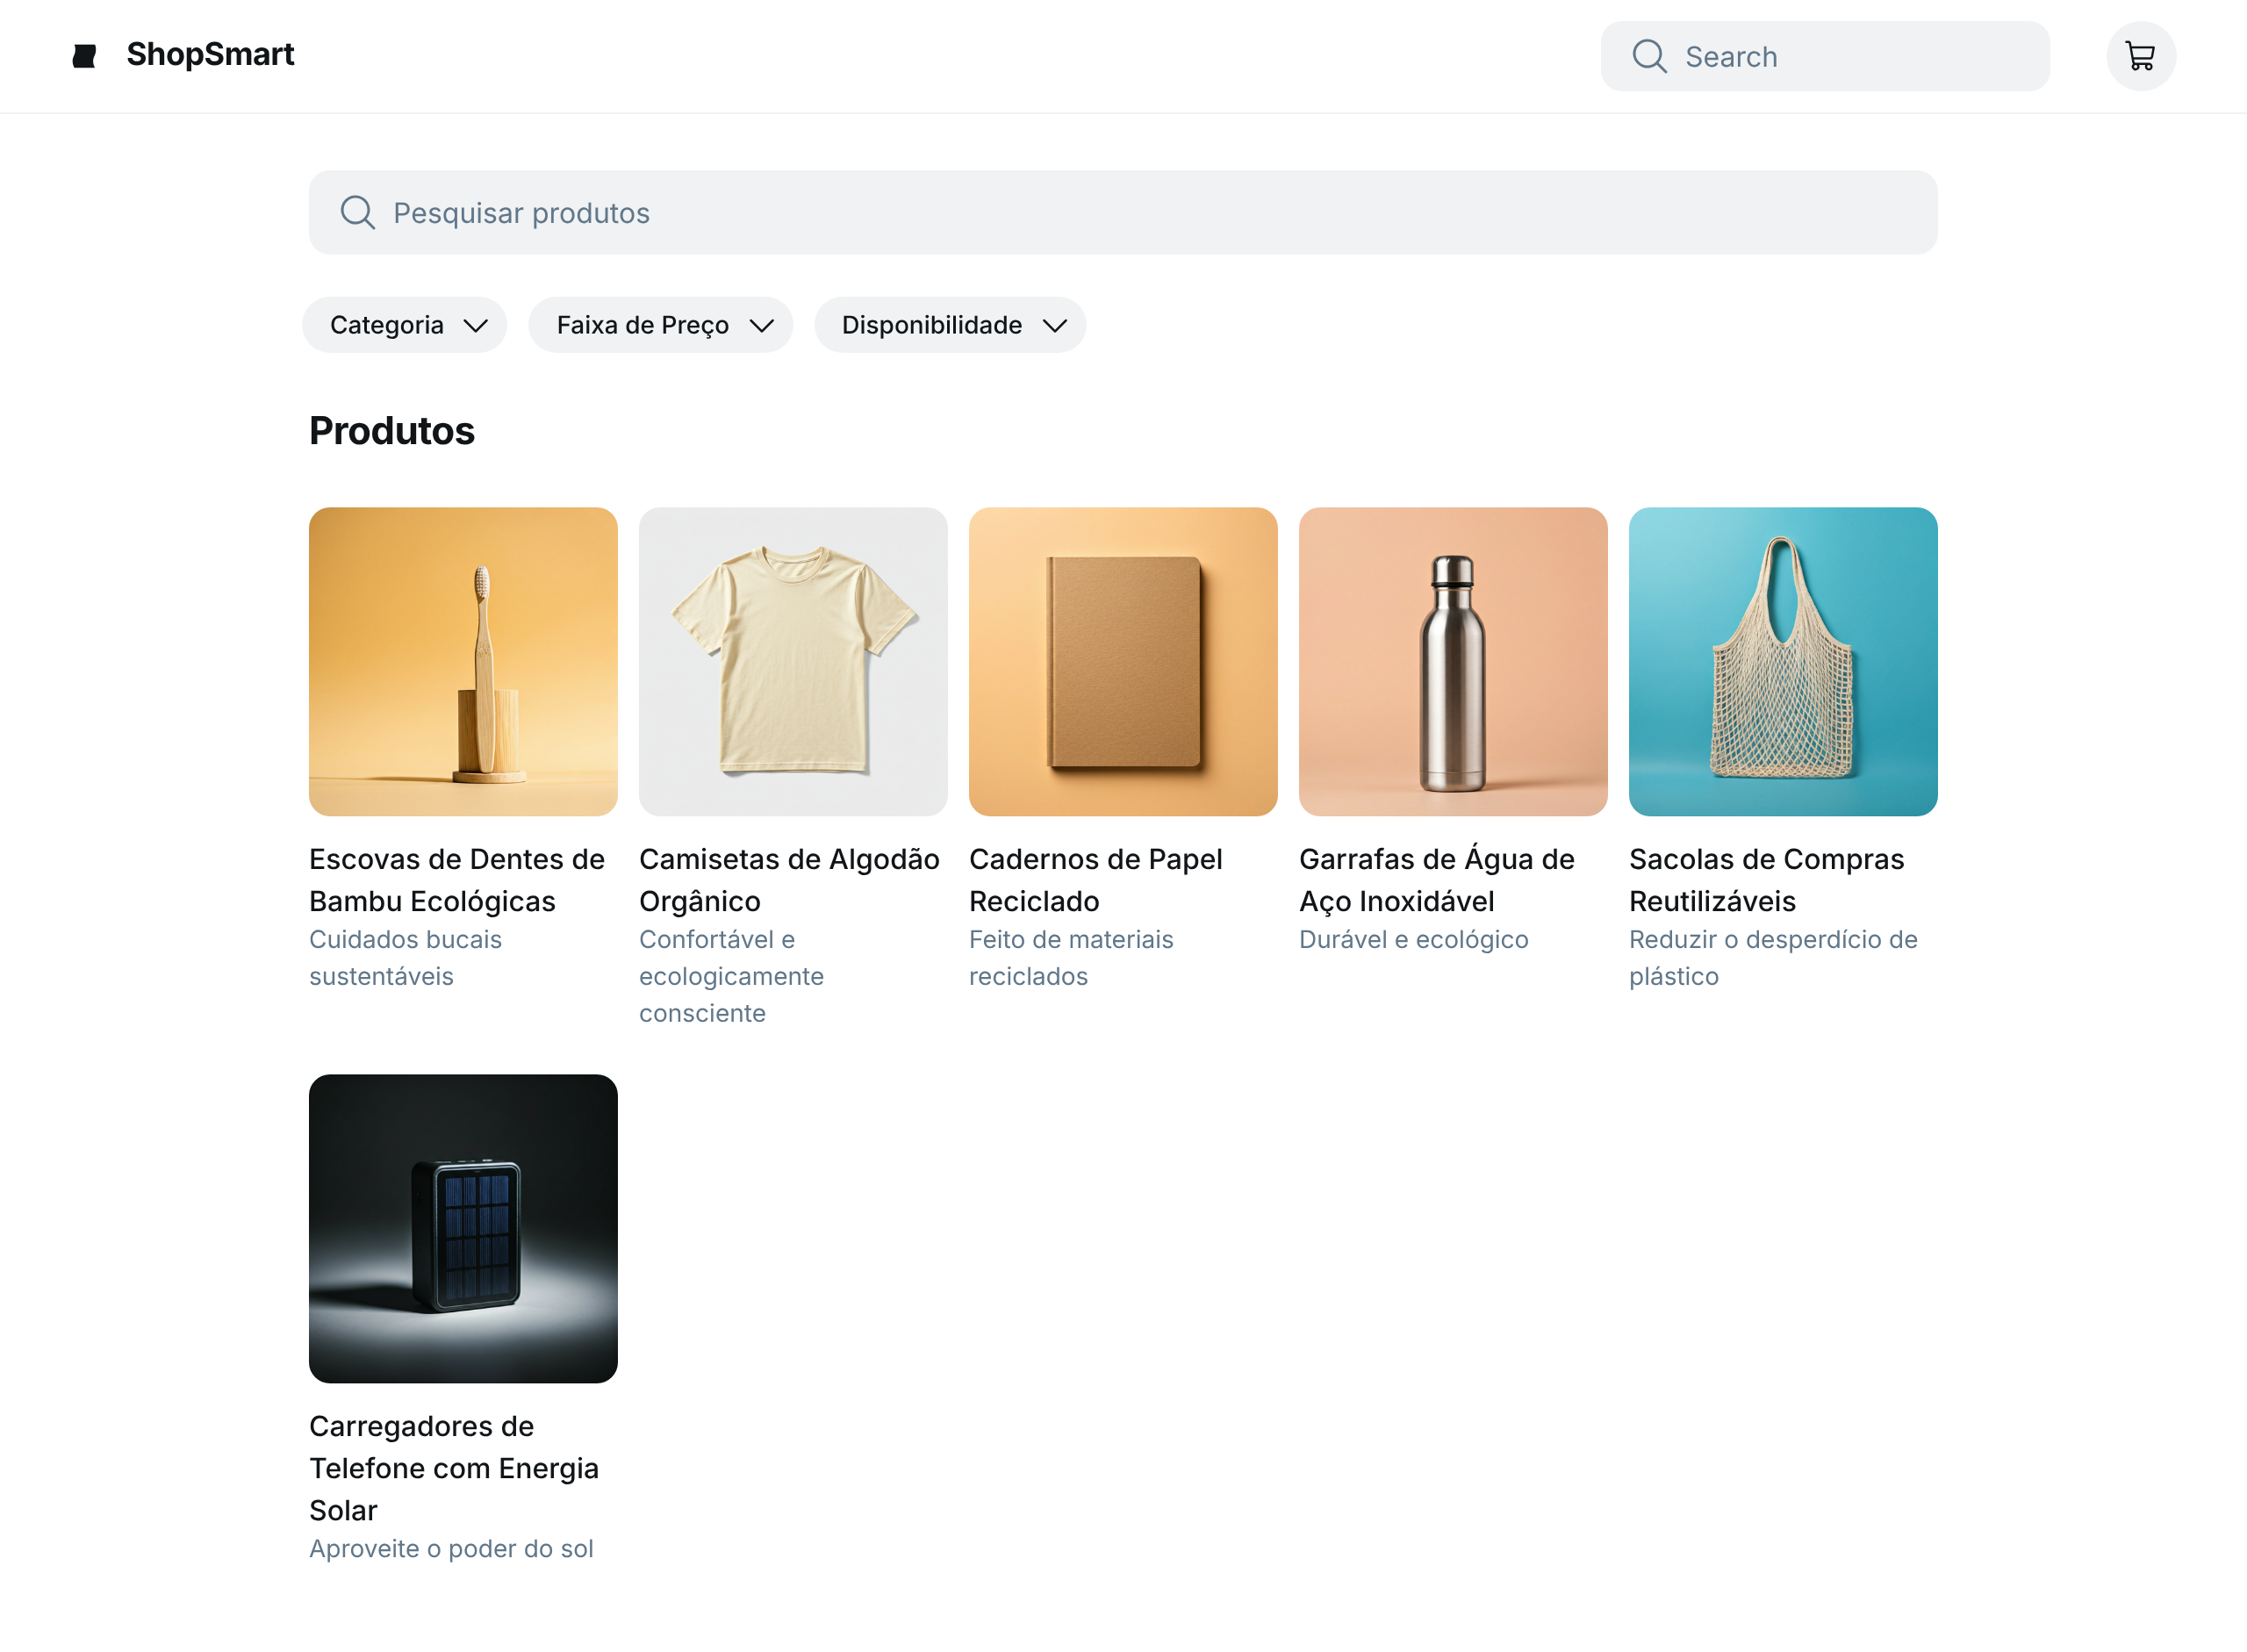 ShopSmart
Search
Pesquisar produtos
Categoria
Faixa de Preço
Disponibilidade
Produtos
Escovas de Dentes de
Bambu Ecológicas
Cuidados bucais
sustentáveis
Camisetas de Algodão
Orgânico
Confortável e
ecologicamente
consciente
Cadernos de Papel
Reciclado
Feito de materiais
reciclados
Garrafas de Água de
Aço Inoxidável
Durável e ecológico
Sacolas de Compras
Reutilizáveis
Reduzir o desperdício de
plástico
Carregadores de
Telefone com Energia
Solar
Aproveite o poder do sol